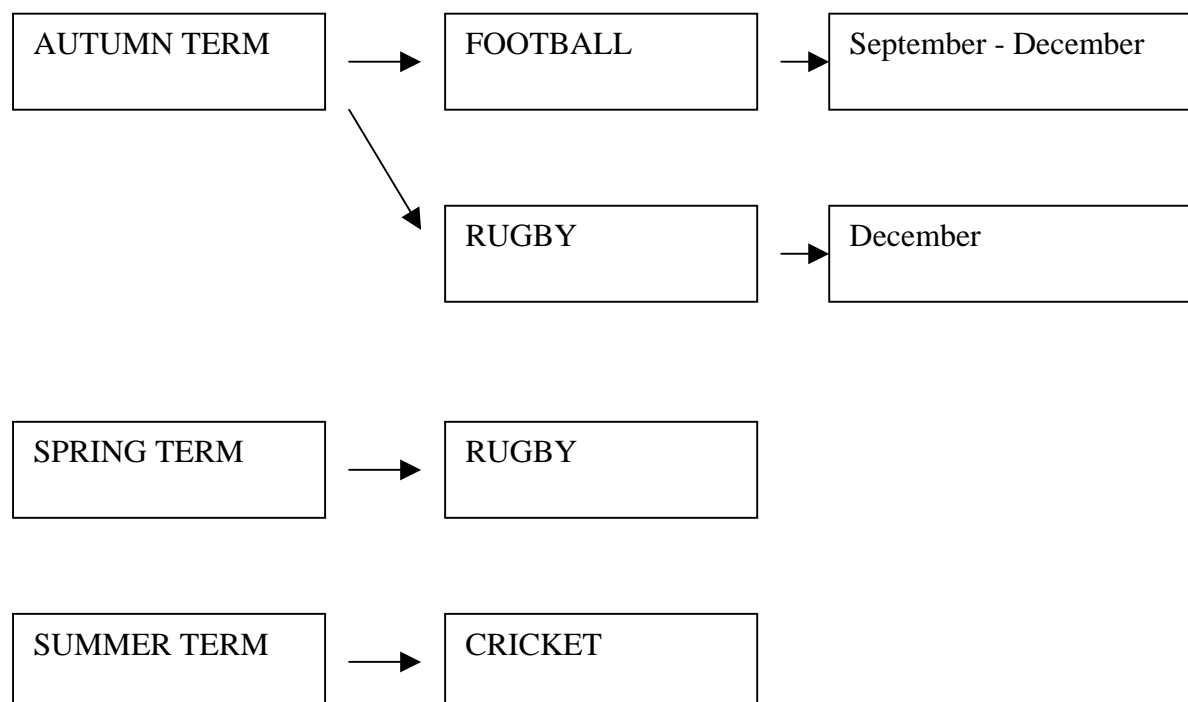 AUTUMN TERM
FOOTBALL
September - December
RUGBY
December
SPRING TERM
RUGBY
SUMMER TERM
CRICKET